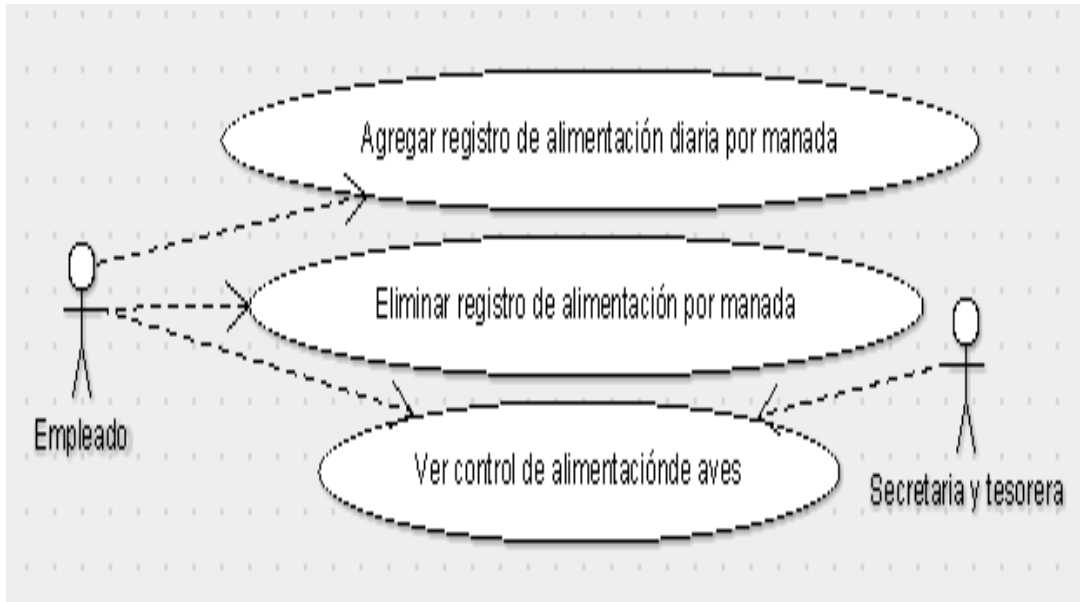 Agregar registro de alimentación diaria por manada
Eliminar registro de alimentación por manada
Empleado
Ver control de alimentaciónde aves
Secretaria y tesorera